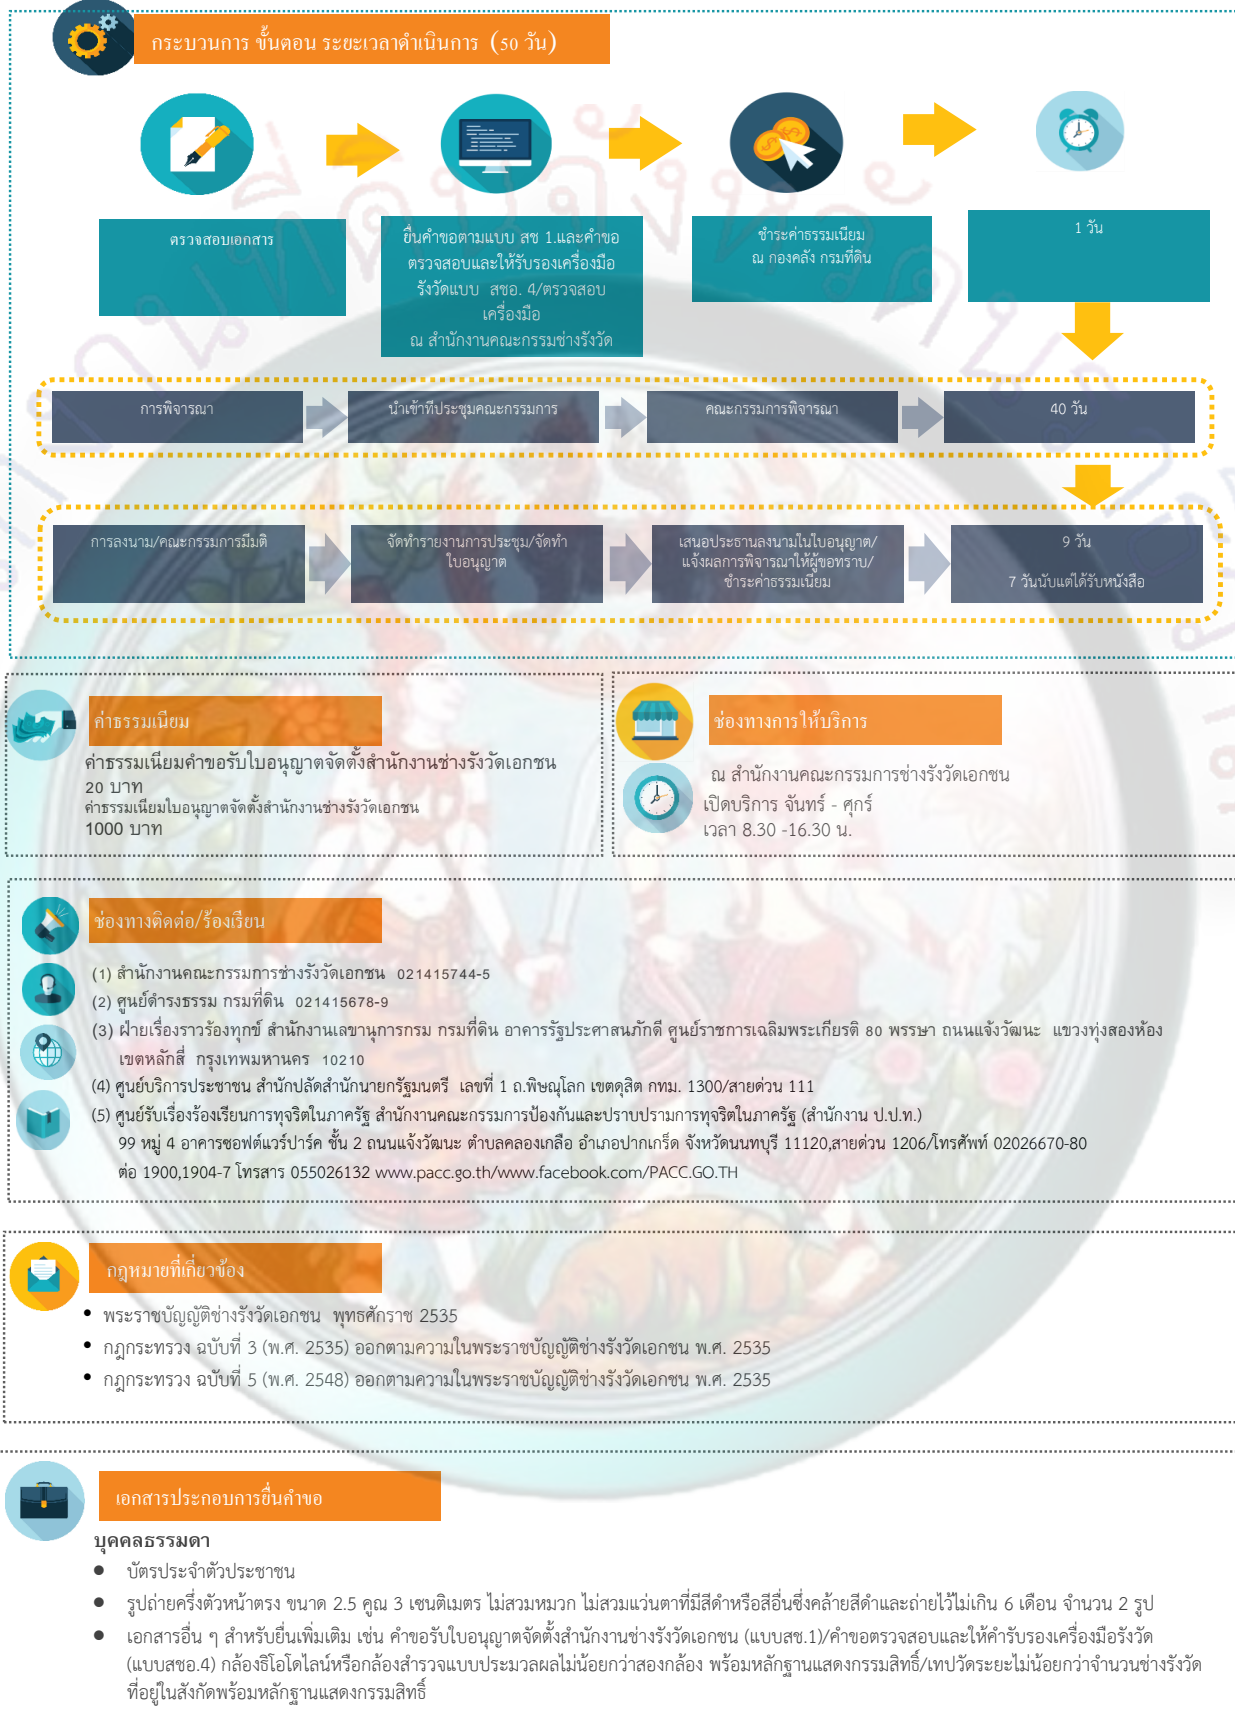 กระบวนการ ขั้นตอน ระยะเวลาดำเนินการ (50 วัน)
ตรวจสอบเอกสาร
ยื่นคำขอตามแบบ สช 1.และคำขอ
ตรวจสอบและให้รับรองเครื่องมือ
รังวัดแบบ สชอ. 4/ตรวจสอบ
เครื่องมือ
ณ สำนักงานคณะกรรมช่างรังวัด
ชำระค่าธรรมเนียม
ณ กองคลัง กรมที่ดิน
1 วัน
การพิจารณา
นำเข้าที่ประชุมคณะกรรมการ
คณะกรรมการพิจารณา
40 วัน
การลงนาม/คณะกรรมการมีมติ
จัดทำรายงานการประชุม/จัดทำ
ใบอนุญาต
เสนอประธานลงนามในใบอนุญาต/
แจ้งผลการพิจารณาให้ผู้ขอทราบ/
ชำระค่าธรรมเนียม
9 วัน
7 วันนับแต่ได้รับหนังสือ
ค่าธรรมเนียม
ค่าธรรมเนียมคำขอรับใบอนุญาตจัดตั้งสำนักงานช่างรังวัดเอกชน
20 บาท
ค่าธรรมเนียมใบอนุญาตจัดตั้งสำนักงานช่างรังวัดเอกชน
1000 บาท
ช่องทางการให้บริการ
ณ สำนักงานคณะกรรมการช่างรังวัดเอกชน
เปิดบริการ จันทร์ - ศุกร์
เวลา 8.30 -16.30 น.
ช่องทางติดต่อ/ร้องเรียน
(1) สำนักงานคณะกรรมการช่างรังวัดเอกชน 021415744-5
(2) ศูนย์ดำรงธรรม กรมที่ดิน 021415678-9
(3) ฝ่ายเรื่องราวร้องทุกข์ สำนักงานเลขานุการกรม กรมที่ดิน อาคารรัฐประศาสนภักดี ศูนย์ราชการเฉลิมพระเกียรติ 80 พรรษา ถนนแจ้งวัฒนะ แขวงทุ่งสองห้อง
เขตหลักสี่ กรุงเทพมหานคร 10210
(4) ศูนย์บริการประชาชน สำนักปลัดสำนักนายกรัฐมนตรี เลขที่ 1 ถ.พิษณุโลก เขตดุสิต กทม. 1300/สายด่วน 111
(5) ศูนย์รับเรื่องร้องเรียนการทุจริตในภาครัฐ สำนักงานคณะกรรมการป้องกันและปราบปรามการทุจริตในภาครัฐ (สำนักงาน ป.ป.ท.)
99 หมู่ 4 อาคารซอฟต์แวร์ปาร์ค ชั้น 2 ถนนแจ้งวัฒนะ ตำบลคลองเกลือ อำเภอปากเกร็ด จังหวัดนนทบุรี 11120,สายด่วน 1206/โทรศัพท์ 02026670-80
ต่อ 1900,1904-7 โทรสาร 055026132 www.pacc.go.th/www.facebook.com/PACC.GO.TH
กฎหมายที่เกี่ยวข้อง
• พระราชบัญญัติช่างรังวัดเอกชน พุทธศักราช 2535
• กฎกระทรวง ฉบับที่ 3 (พ.ศ. 2535) ออกตามความในพระราชบัญญัติช่างรังวัดเอกชน พ.ศ. 2535
• กฎกระทรวง ฉบับที่ 5 (พ.ศ. 2548) ออกตามความในพระราชบัญญัติช่างรังวัดเอกชน พ.ศ. 2535
เอกสารประกอบการยื่นคำขอ
บุคคลธรรมดา
● บัตรประจำตัวประชาชน
● รูปถ่ายครึ่งตัวหน้าตรง ขนาด 2.5 คูณ 3 เซนติเมตร ไม่สวมหมวก ไม่สวมแว่นตาที่มีสีดำหรือสีอื่นซึ่งคล้ายสีดำและถ่ายไว้ไม่เกิน 6 เดือน จำนวน 2 รูป
● เอกสารอื่น ๆ สำหรับยื่นเพิ่มเติม เช่น คำขอรับใบอนุญาตจัดตั้งสำนักงานช่างรังวัดเอกชน (แบบสช.1)/คำขอตรวจสอบและให้คำรับรองเครื่องมือรังวัด
(แบบสชอ.4) กล้องธิโอโดไลน์หรือกล้องสำรวจแบบประมวลผลไม่น้อยกว่าสองกล้อง พร้อมหลักฐานแสดงกรรมสิทธิ์/เทปวัดระยะไม่น้อยกว่าจำนวนช่างรังวัด
ที่อยู่ในสังกัดพร้อมหลักฐานแสดงกรรมสิทธิ์